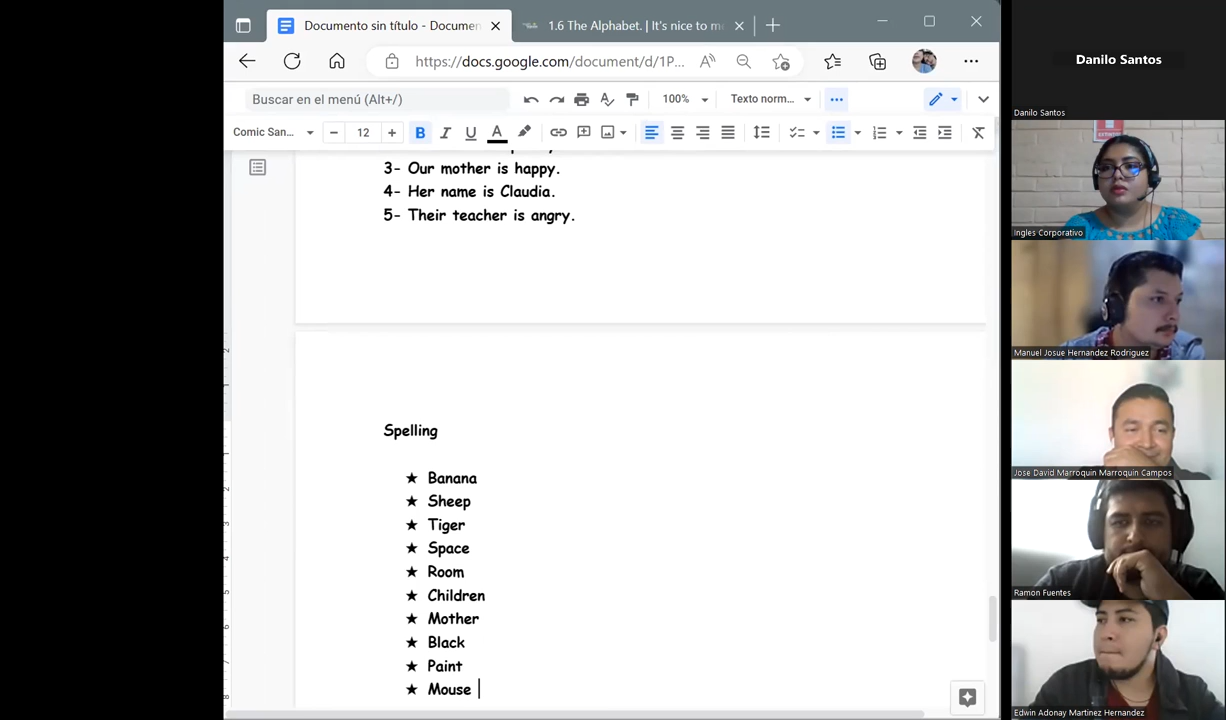 Documento sin título - Documen
1.6 The Alphabet. | It's nice to me
https://docs.google.com/document/d/1P...
Buscar en el menú (Alt+/)
100%
Texto norm...
Comic San...
12
3- Our mother is happy.
4- Her name is Claudia.
5- Their teacher is angry.
Spelling
★ Banana
★ Sheep
★ Tiger
★ Space
★ Room
★ Children
★ Mother
★ Black
★ Paint
★ Mouse
Danilo Santos
Danilo Santos
Ingles Corporativo
Manuel Josue Hernandez Rodriguez
Jose David Marroquin Marroquin Campos
Ramon Fuentes
Edwin Adonay Martinez Hernandez